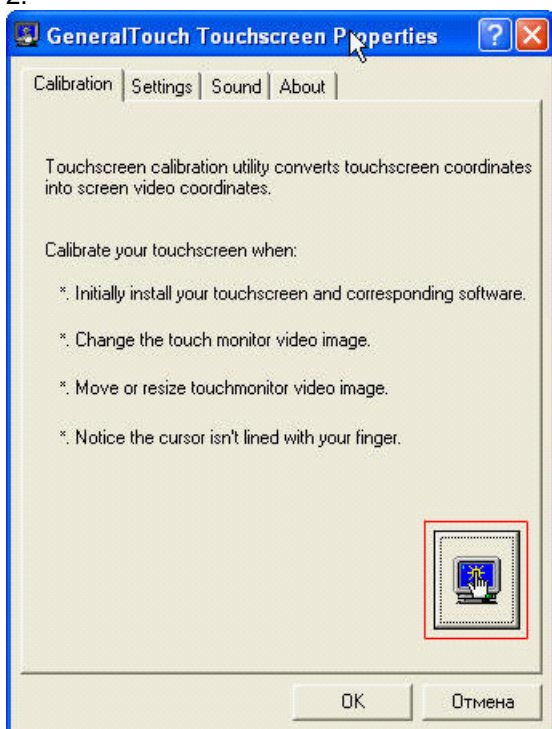 2.
GeneralTouch Touchscreen Properties
Calibration Settings Sound About
Touchscreen calibration utility converts touchscreen coordinates
into screen video coordinates.
Calibrate your touchscreen when:
*. Initially install your touchscreen and corresponding software.
*. Change the touch monitor video image.
*. Move or resize touchmonitor video image.
*. Notice the cursor isn't lined with your finger.
OK Отмена